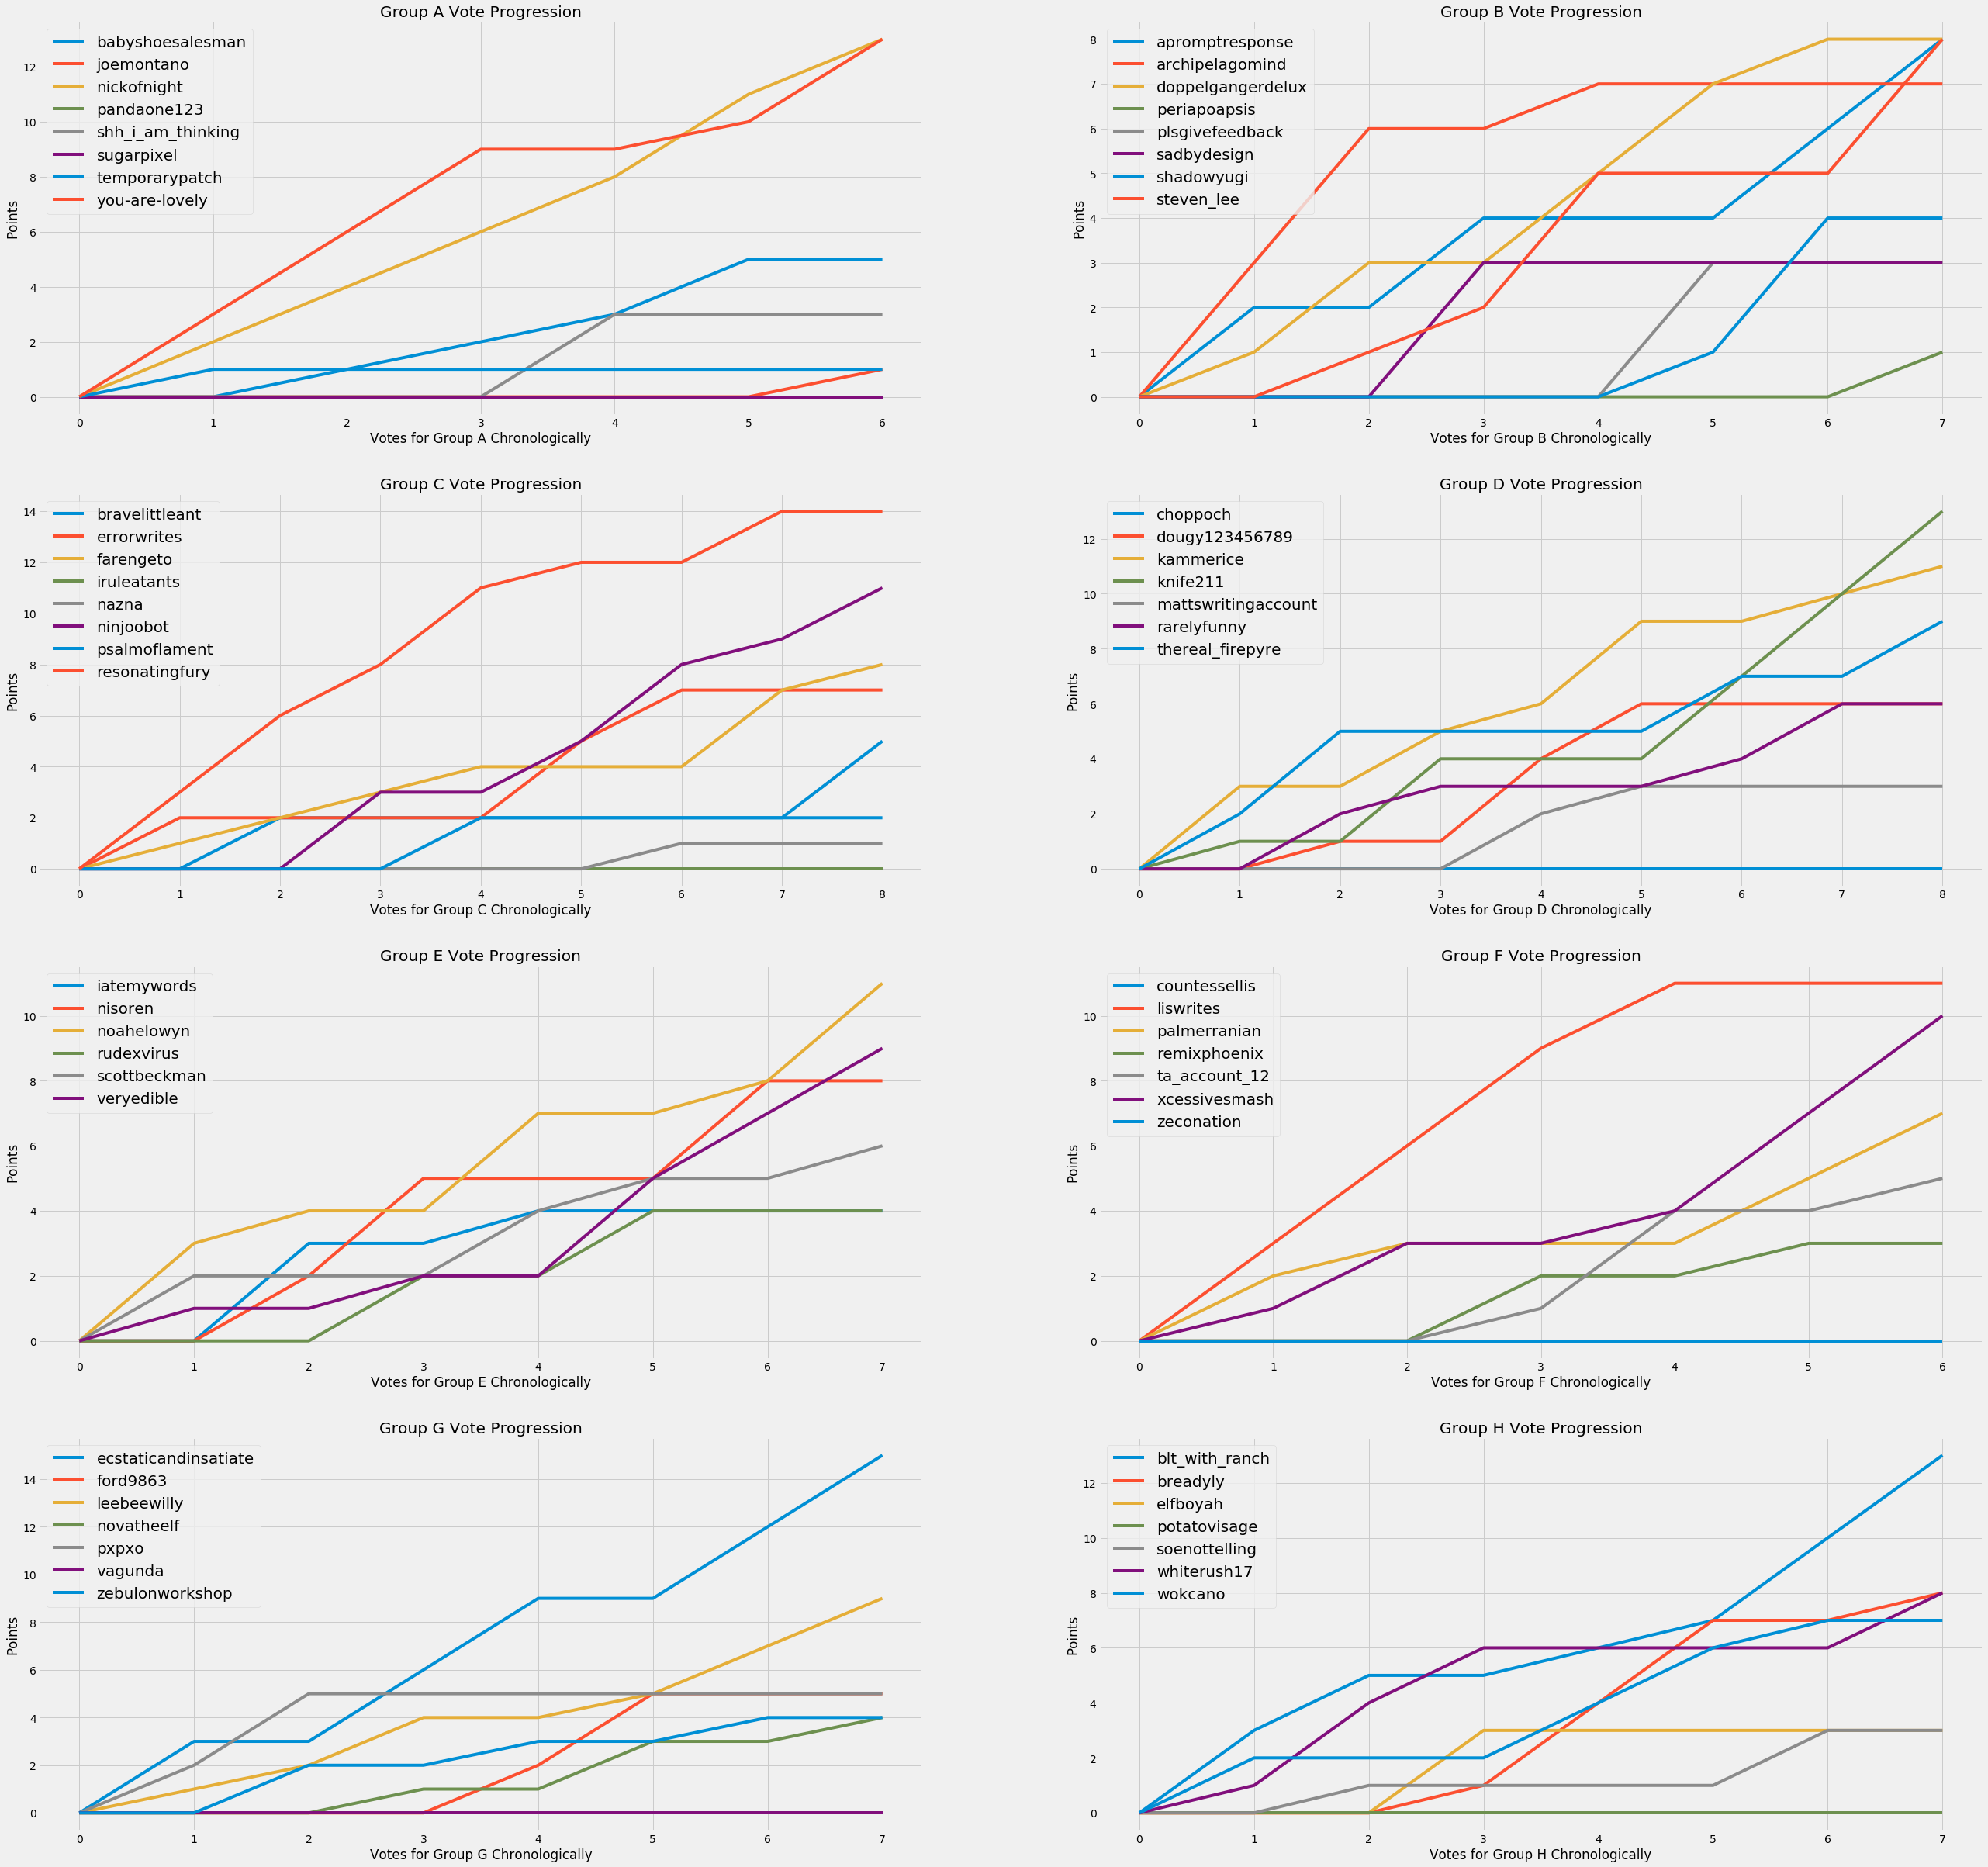 Group A Vote Progression
babyshoesalesman
joemontano
nickofnight
pandaone123
shh_i_am_thinking
sugarpixel
temporarypatch
you-are-lovely
Points
12
10
8
6
4
2
0
0 1 2 3 4 5 6
Votes for Group A Chronologically
Group B Vote Progression
apromptresponse
archipelagomind
doppelgangerdelux
periapoapsis
plsgivefeedback
sadbydesign
shadowyugi
steven_lee
Points
8
7
6
5
4
3
2
1
0
0 1 2 3 4 5 6 7
Votes for Group B Chronologically
Group C Vote Progression
bravelittleant
errorwrites
farengeto
iruleatants
nazna
ninjoobot
psalmoflament
resonatingfury
Points
14
12
10
8
6
4
2
0
0 1 2 3 4 5 6 7 8
Votes for Group C Chronologically
Group D Vote Progression
choppoch
dougy123456789
kammerice
knife211
mattswritingaccount
rarelyfunny
thereal_firepyre
Points
12
10
8
6
4
2
0
0 1 2 3 4 5 6 7 8
Votes for Group D Chronologically
Group E Vote Progression
iatemywords
nisoren
noahelowyn
rudexvirus
scottbeckman
veryedible
Points
10
8
6
4
2
0
0 1 2 3 4 5 6 7
Votes for Group E Chronologically
Group F Vote Progression
countessellis
liswrites
palmerranian
remixphoenix
ta_account_12
xcessivesmash
zeconation
Points
10
8
6
4
2
0
0 1 2 3 4 5 6
Votes for Group F Chronologically
Group G Vote Progression
ecstaticandinsatiate
ford9863
leebeewilly
novatheelf
pxpxo
vagunda
zebulonworkshop
Points
14
12
10
8
6
4
2
0
0 1 2 3 4 5 6 7
Votes for Group G Chronologically
Group H Vote Progression
blt_with_ranch
breadyly
elfboyah
potatovisage
soenottelling
whiterush17
wokcano
Points
12
10
8
6
4
2
0
0 1 2 3 4 5 6 7
Votes for Group H Chronologically